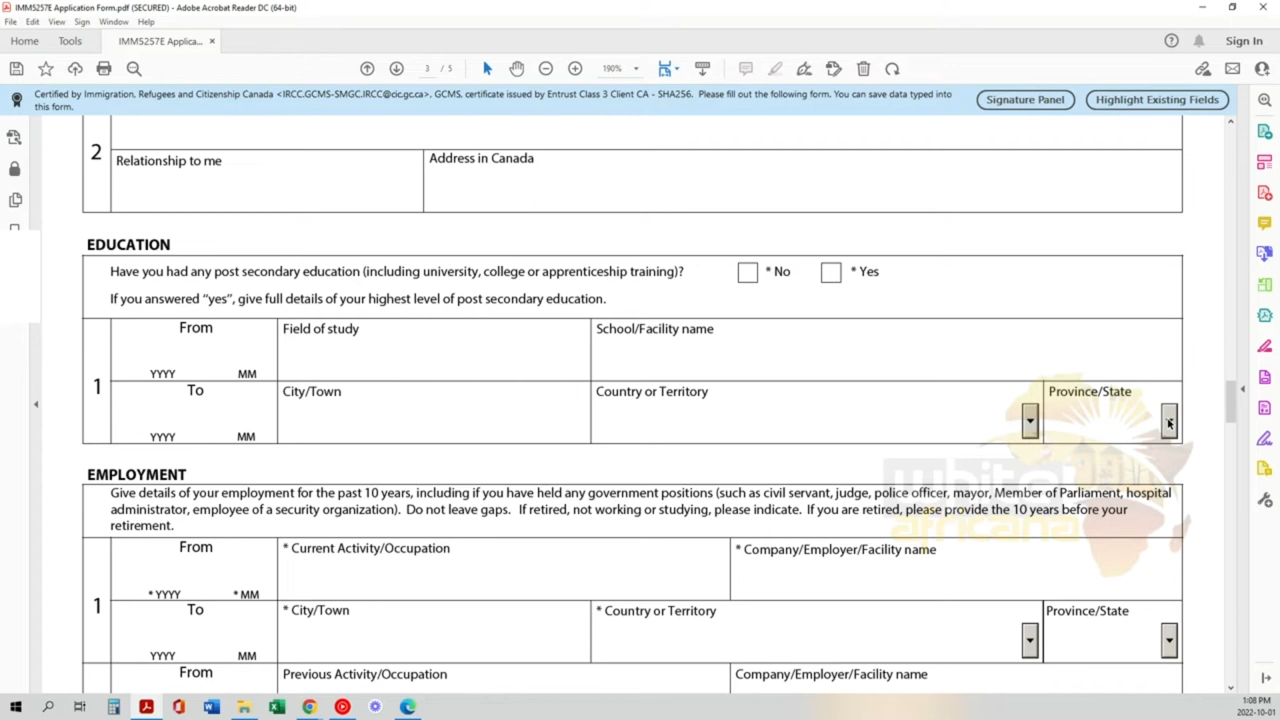 IMM5257E Application Form.pdf (SECURED) - Adobe Acrobat Reader DC (64-bit)
File Edit View Sign Window Help
Home Tools IMM5257E Applica... × Sign In
3 / 5 190%
Certified by Immigration, Refugees and Citizenship Canada <IRCC.GCMS-SMGC.IRCC@cic.gc.ca>. GCMS, certificate issued by Entrust Class 3 Client CA - SHA256. Please fill out the following form. You can save data typed into
this form.
Signature Panel Highlight Existing Fields
2
Relationship to me Address in Canada
EDUCATION
Have you had any post secondary education (including university, college or apprenticeship training)? * No * Yes
If you answered "yes", give full details of your highest level of post secondary education.
1
From Field of study School/Facility name
YYYY MM
To City/Town Country or Territory Province/State
YYYY MM
EMPLOYMENT
Give details of your employment for the past 10 years, including if you have held any government positions (such as civil servant, judge, police officer, mayor, Member of Parliament, hospital
administrator, employee of a security organization). Do not leave gaps. If retired, not working or studying, please indicate. If you are retired, please provide the 10 years before your
retirement.
1
From * Current Activity/Occupation * Company/Employer/Facility name
* YYYY * MM
To * City/Town * Country or Territory Province/State
YYYY MM
From Previous Activity/Occupation Company/Employer/Facility name
white
africana
1:08 PM
2022-10-01